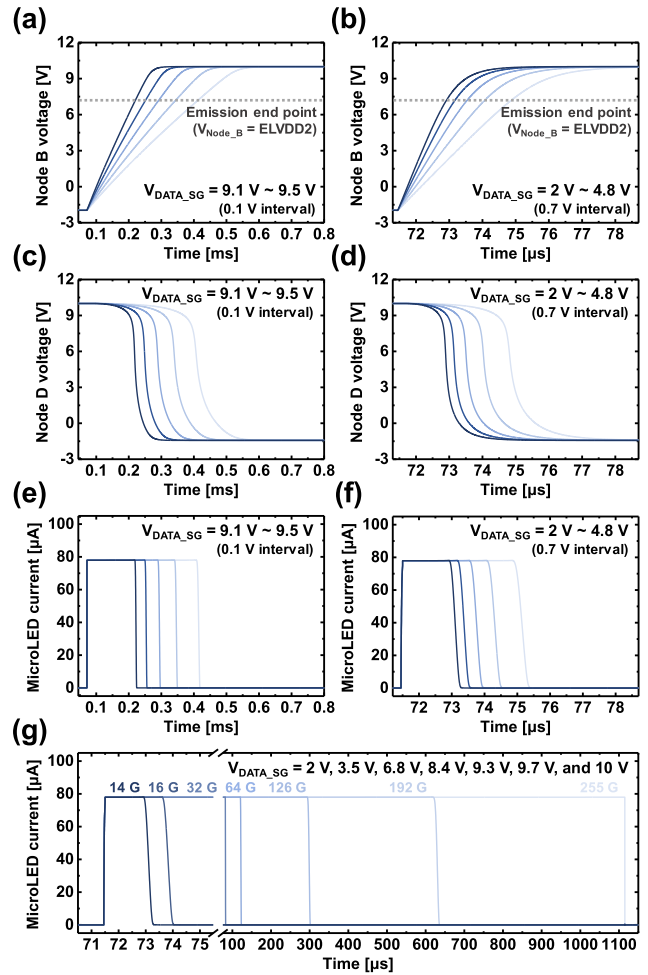 (a)
12
9
6
3
0
-3
Node B voltage [V]
Emission end point
(VNode_B = ELVDD2)
VDATA_SG = 9.1 V ~ 9.5 V
(0.1 V interval)
0.1 0.2 0.3 0.4 0.5 0.6 0.7 0.8
Time [ms]
(b)
12
9
6
3
0
-3
Node B voltage [V]
Emission end point
(VNode_B = ELVDD2)
VDATA_SG = 2 V ~ 4.8 V
(0.7 V interval)
72 73 74 75 76 77 78
Time [μs]
(c)
12
9
6
3
0
-3
Node D voltage [V]
VDATA_SG = 9.1 V ~ 9.5 V
(0.1 V interval)
0.1 0.2 0.3 0.4 0.5 0.6 0.7 0.8
Time [ms]
(d)
12
9
6
3
0
-3
Node D voltage [V]
VDATA_SG = 2 V ~ 4.8 V
(0.7 V interval)
72 73 74 75 76 77 78
Time [μs]
(e)
100
80
60
40
20
0
MicroLED current [μA]
VDATA_SG = 9.1 V ~ 9.5 V
(0.1 V interval)
0.1 0.2 0.3 0.4 0.5 0.6 0.7 0.8
Time [ms]
(f)
100
80
60
40
20
0
MicroLED current [μA]
VDATA_SG = 2 V ~ 4.8 V
(0.7 V interval)
72 73 74 75 76 77 78
Time [μs]
(g)
100
80
60
40
20
0
MicroLED current [μA]
VDATA_SG = 2 V, 3.5 V, 6.8 V, 8.4 V, 9.3 V, 9.7 V, and 10 V
14 G 16 G 32 G 64 G 126 G 192 G 255 G
71 72 73 74 75 100 200 300 400 500 600 700 800 900 1000 1100
Time [μs]